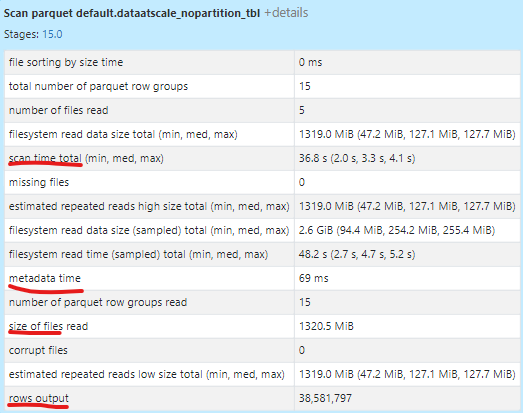 Scan parquet default.dataatscale_nopartition_tbl +details
Stages: 15.0
file sorting by size time 0 ms
total number of parquet row groups 15
number of files read 5
filesystem read data size total (min, med, max) 1319.0 MiB (47.2 MiB, 127.1 MiB, 127.7 MiB)
scan time total (min, med, max) 36.8 s (2.0 s, 3.3 s, 4.1 s)
missing files 0
estimated repeated reads high size total (min, med, max) 1319.0 MiB (47.2 MiB, 127.1 MiB, 127.7 MiB)
filesystem read data size (sampled) total (min, med, max) 2.6 GiB (94.4 MiB, 254.2 MiB, 255.4 MiB)
filesystem read time (sampled) total (min, med, max) 48.2 s (2.7 s, 4.7 s, 5.2 s)
metadata time 69 ms
number of parquet row groups read 15
size of files read 1320.5 MiB
corrupt files 0
estimated repeated reads low size total (min, med, max) 1319.0 MiB (47.2 MiB, 127.1 MiB, 127.7 MiB)
rows output 38,581,797